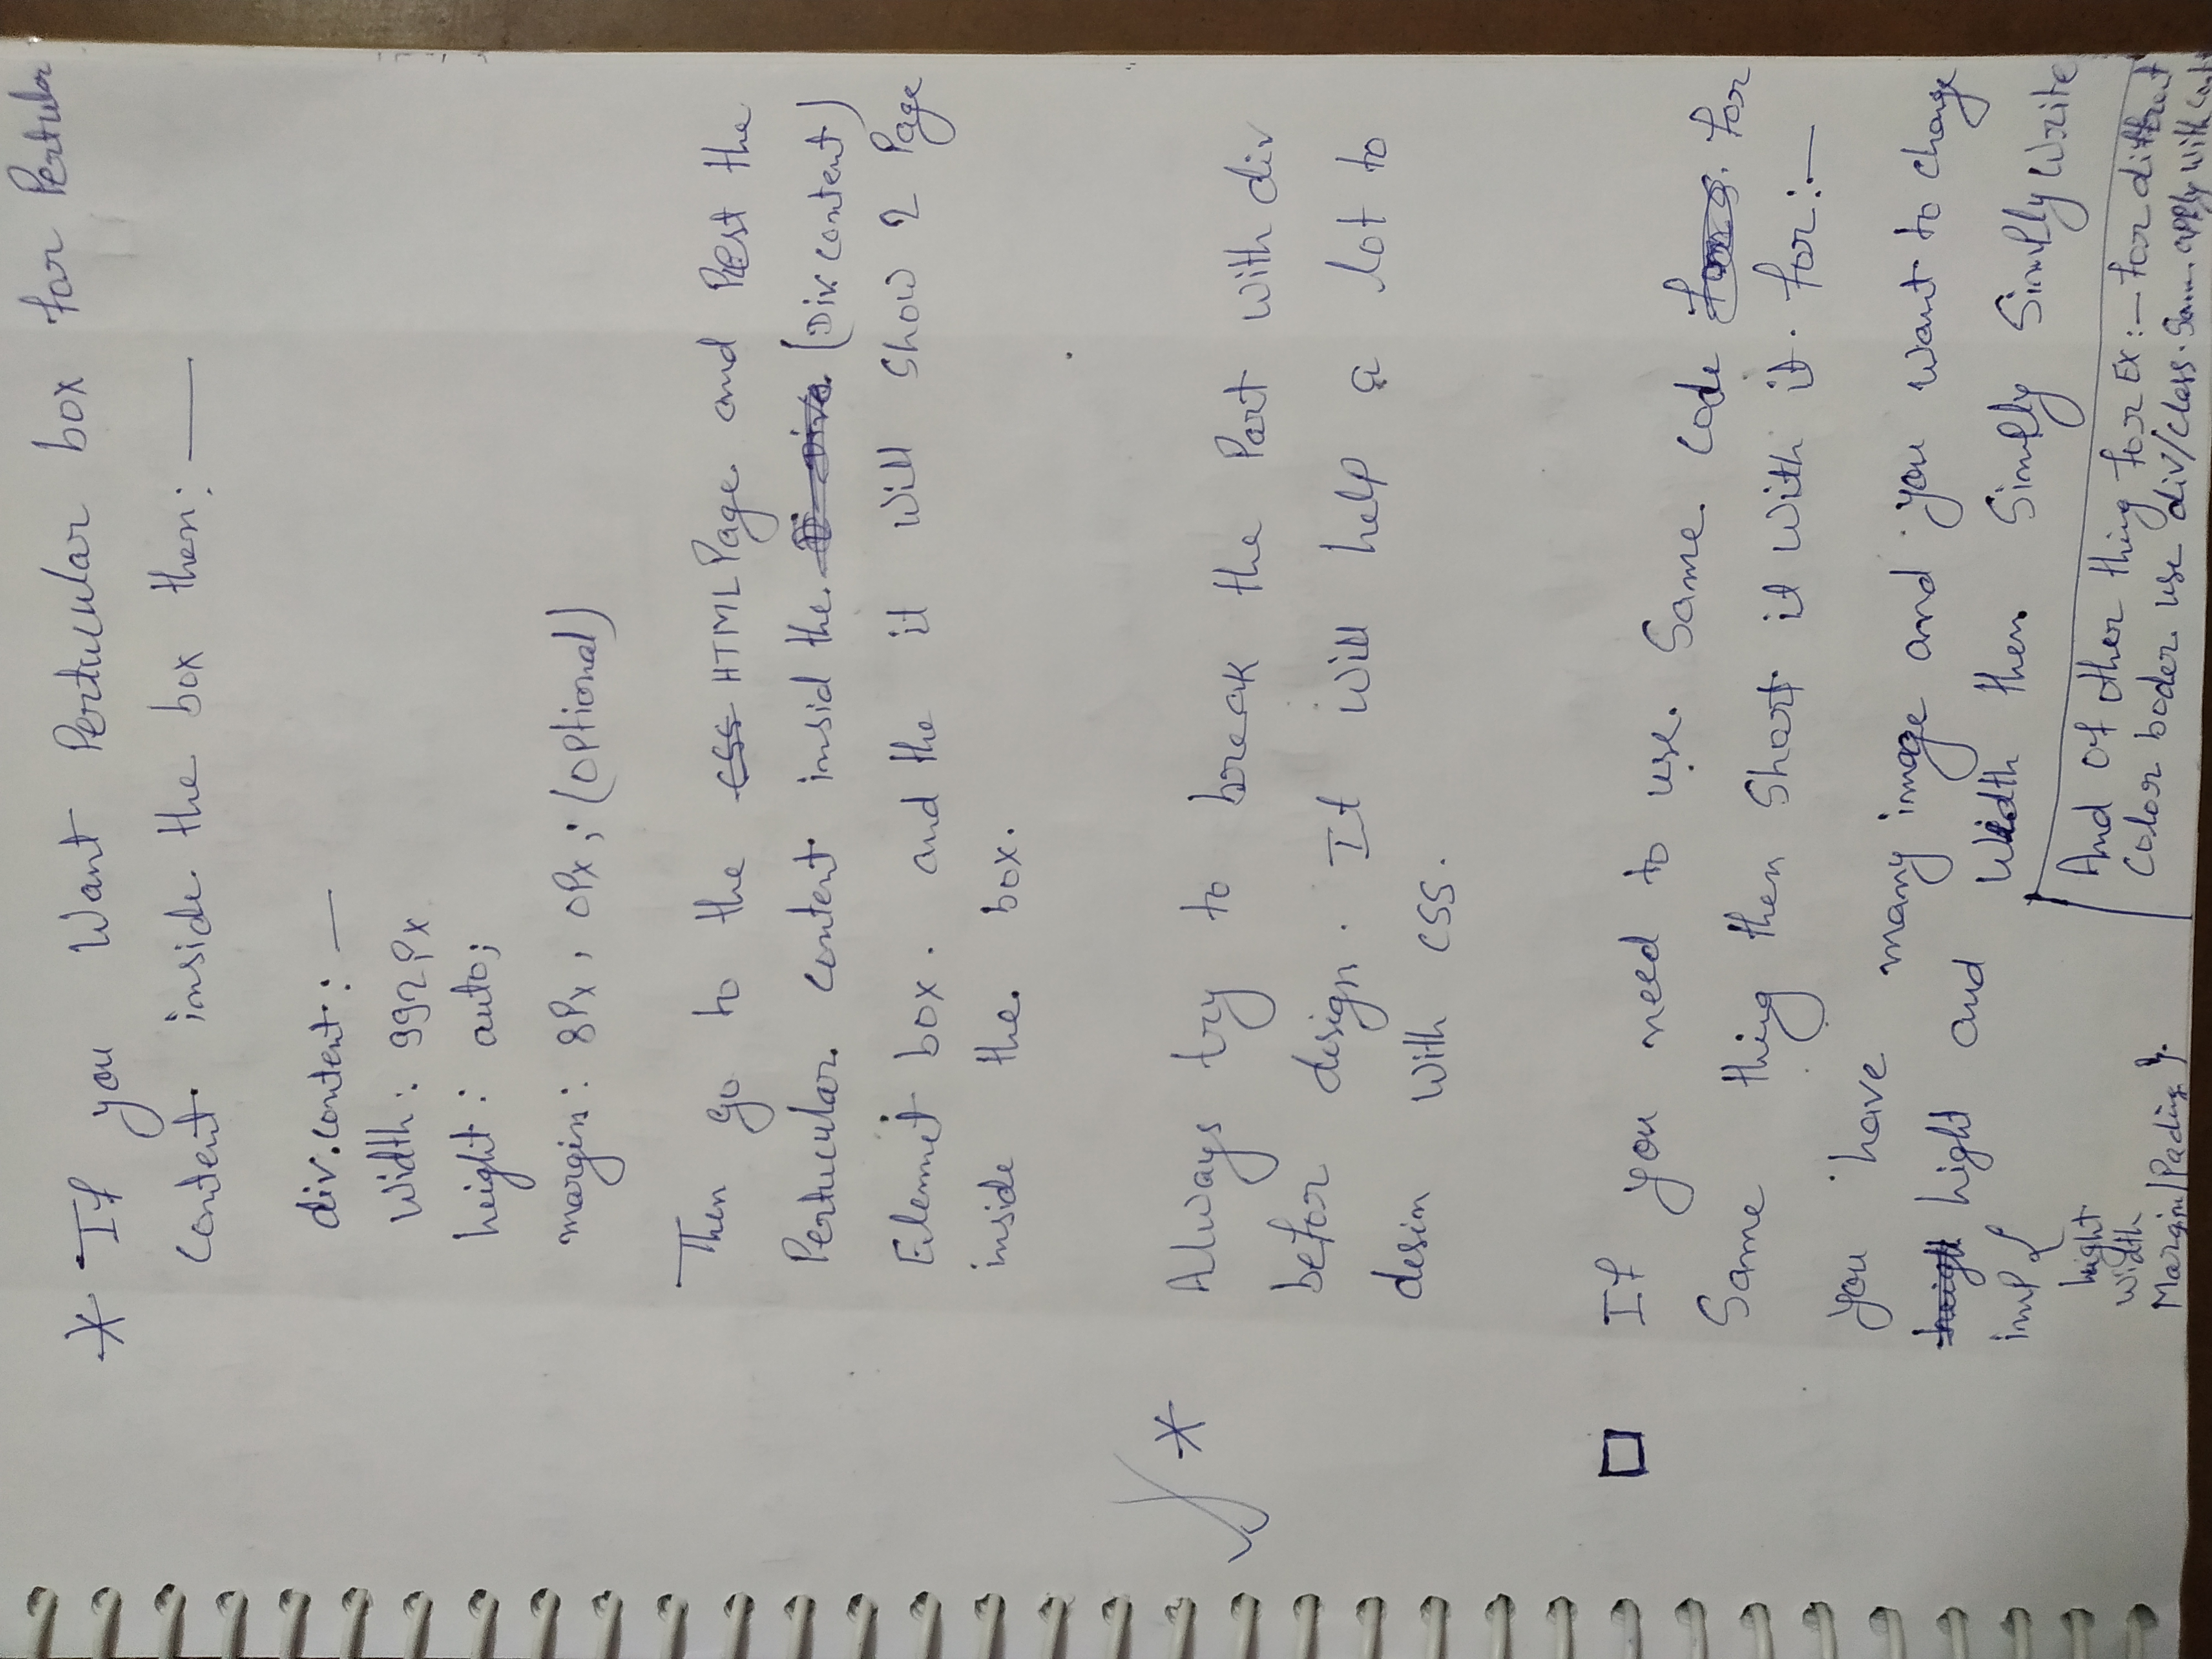 * If you want Perticular box for Perticular
content inside the box then: —
div.content: —
Width: 992Px
height: auto;
margin: 8Px, 0Px; (Optional)
Then go to the css HTML Page and Pest the
Perticular content insid the (Div content)
Elemnit box. and the it will show 2 Page
inside the box.
* Always try to break the Part with div
befor design. It will help a lot to
desin with CSS.
If you need to use Same Code for
Same thing then Short it with it. for: —
you have many image and you want to change
hight and Width then Simply Simply write
img {
hight
width
Margin/Pading }.
And of other thing for Ex: — for diffrent
Color boder use div/class. Same apply with